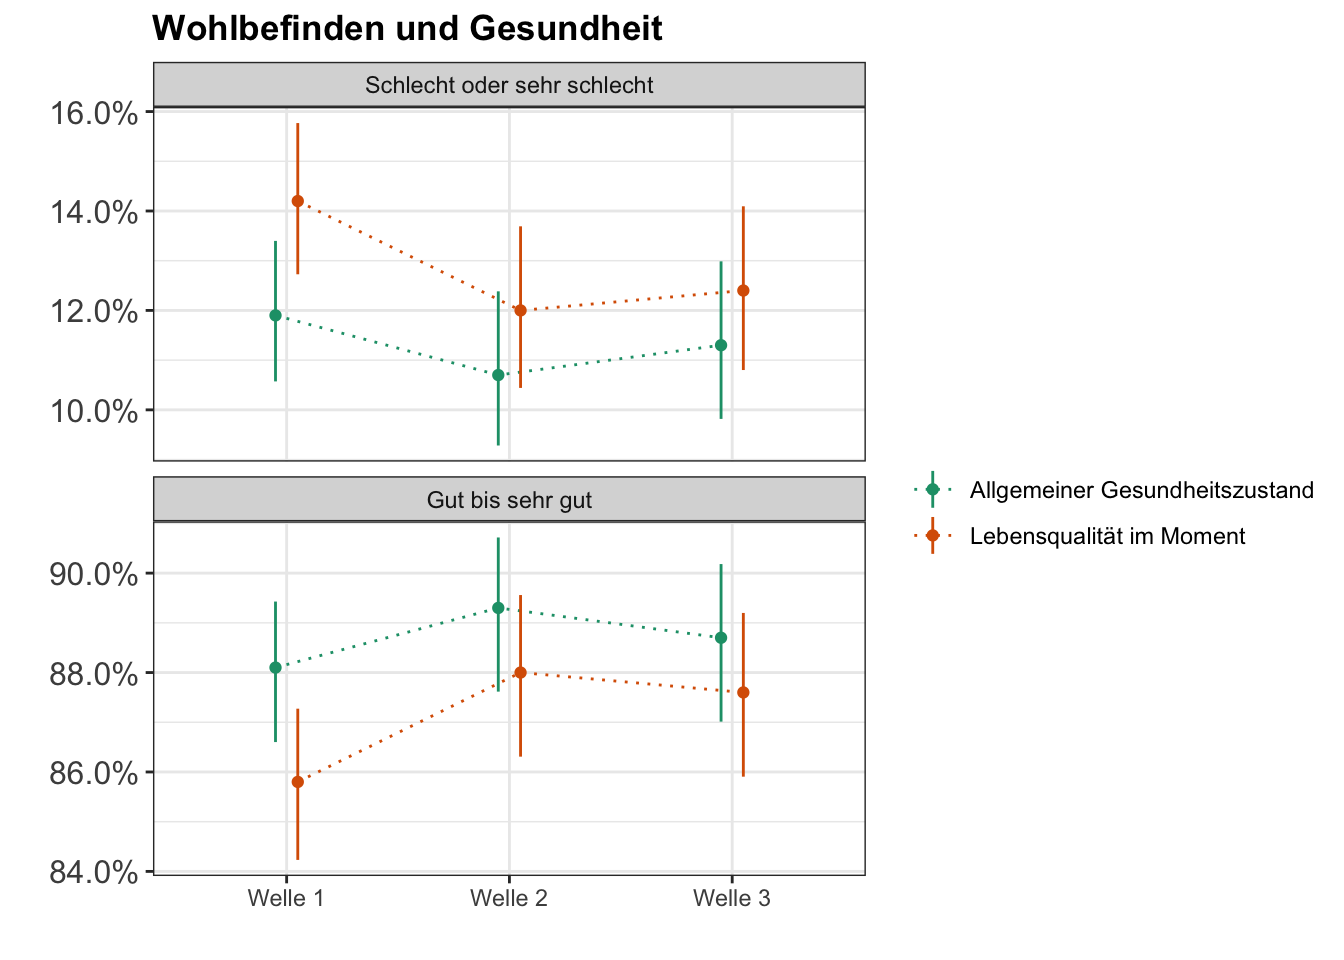 Wohlbefinden und Gesundheit
Schlecht oder sehr schlecht
16.0%
14.0%
12.0%
10.0%
Gut bis sehr gut
90.0%
88.0%
86.0%
84.0%
Welle 1
Welle 2
Welle 3
Allgemeiner Gesundheitszustand
Lebensqualität im Moment